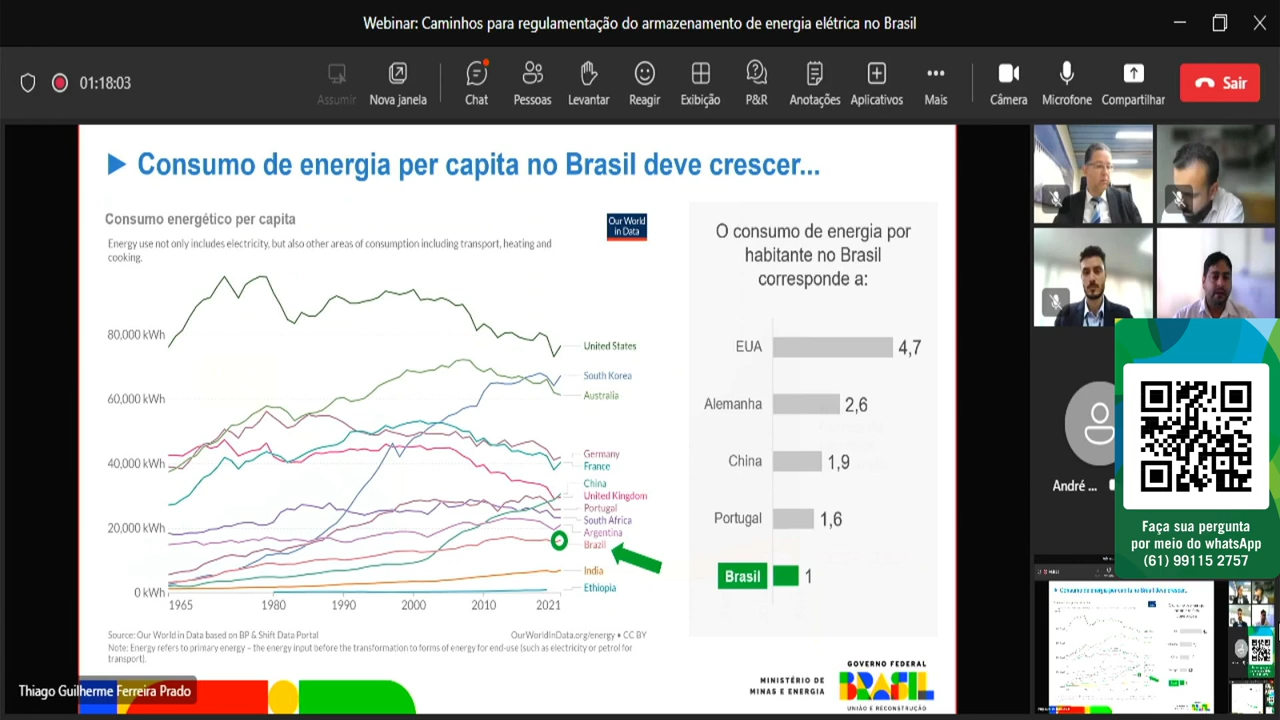 Webinar: Caminhos para regulamentação do armazenamento de energia elétrica no Brasil
01:18:03
Assumir
Nova janela
Chat
Pessoas
Levantar
Reagir
Exibição
P&R
Anotações
Aplicativos
Mais
Câmera
Microfone
Compartilhar
Sair
Consumo de energia per capita no Brasil deve crescer...
Consumo energético per capita
Our World
in Data
Energy use not only includes electricity, but also other areas of consumption including transport, heating and
cooking.
80,000 kWh
60,000 kWh
40,000 kWh
20,000 kWh
0 kWh
1965
1980
1990
2000
2010
2021
United States
South Korea
Australia
Germany
France
China
United Kingdom
Portugal
South Africa
Argentina
Brazil
India
Ethiopia
Source: Our World in Data based on BP & Shift Data Portal
OurWorldInData.org/energy • CC BY
Note: Energy refers to primary energy – the energy input before the transformation to forms of energy for end-use (such as electricity or petrol for
transport).
O consumo de energia por
habitante no Brasil
corresponde a:
EUA 4,7
Alemanha 2,6
China 1,9
Portugal 1,6
Brasil 1
MINISTÉRIO DE
MINAS E ENERGIA
GOVERNO FEDERAL
BRASIL
UNIÃO E RECONSTRUÇÃO
Thiago Guilherme Ferreira Prado
André ...
Faça sua pergunta
por meio do whatsApp
(61) 99115 2757
Consumo de energia per capita no Brasil deve crescer...